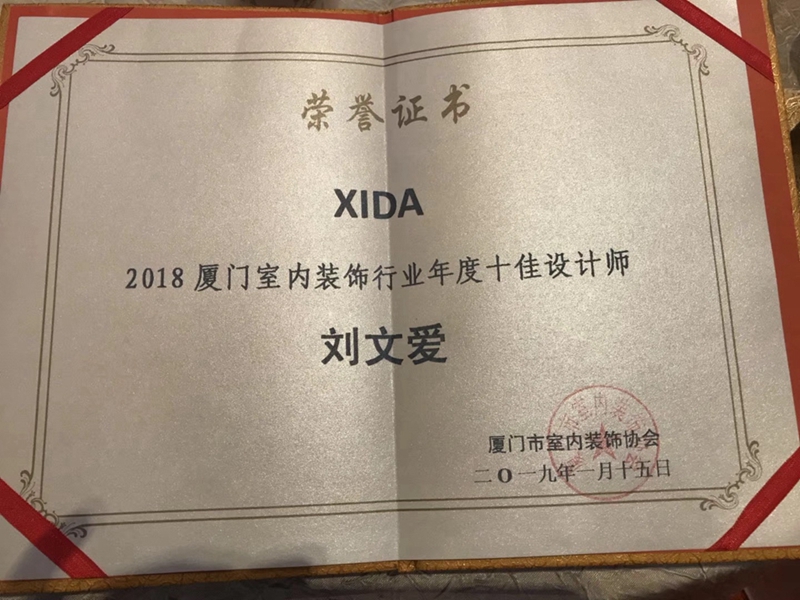 荣誉证书
XIDA
2018 厦门室内装饰行业年度十佳设计师
刘文爱
厦门市室内装饰协会
二O一九年一月十五日